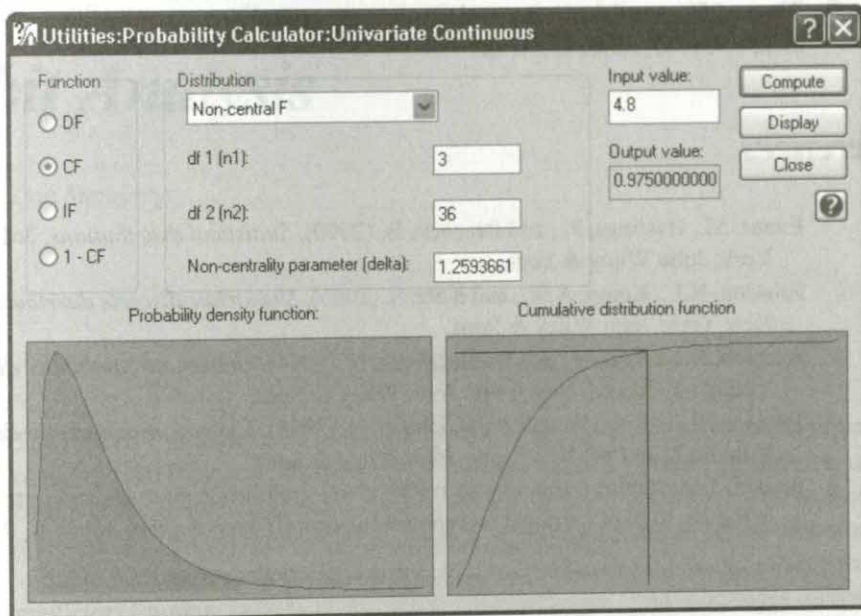 Utilities:Probability Calculator:Univariate Continuous
Function
DF
CF
IF
1 - CF
Distribution
Non-central F
df 1 (n1):
3
df 2 (n2):
36
Non-centrality parameter (delta):
1.2593661
Input value:
4.8
Output value:
0.9750000000
Compute
Display
Close
Probability density function:
Cumulative distribution function